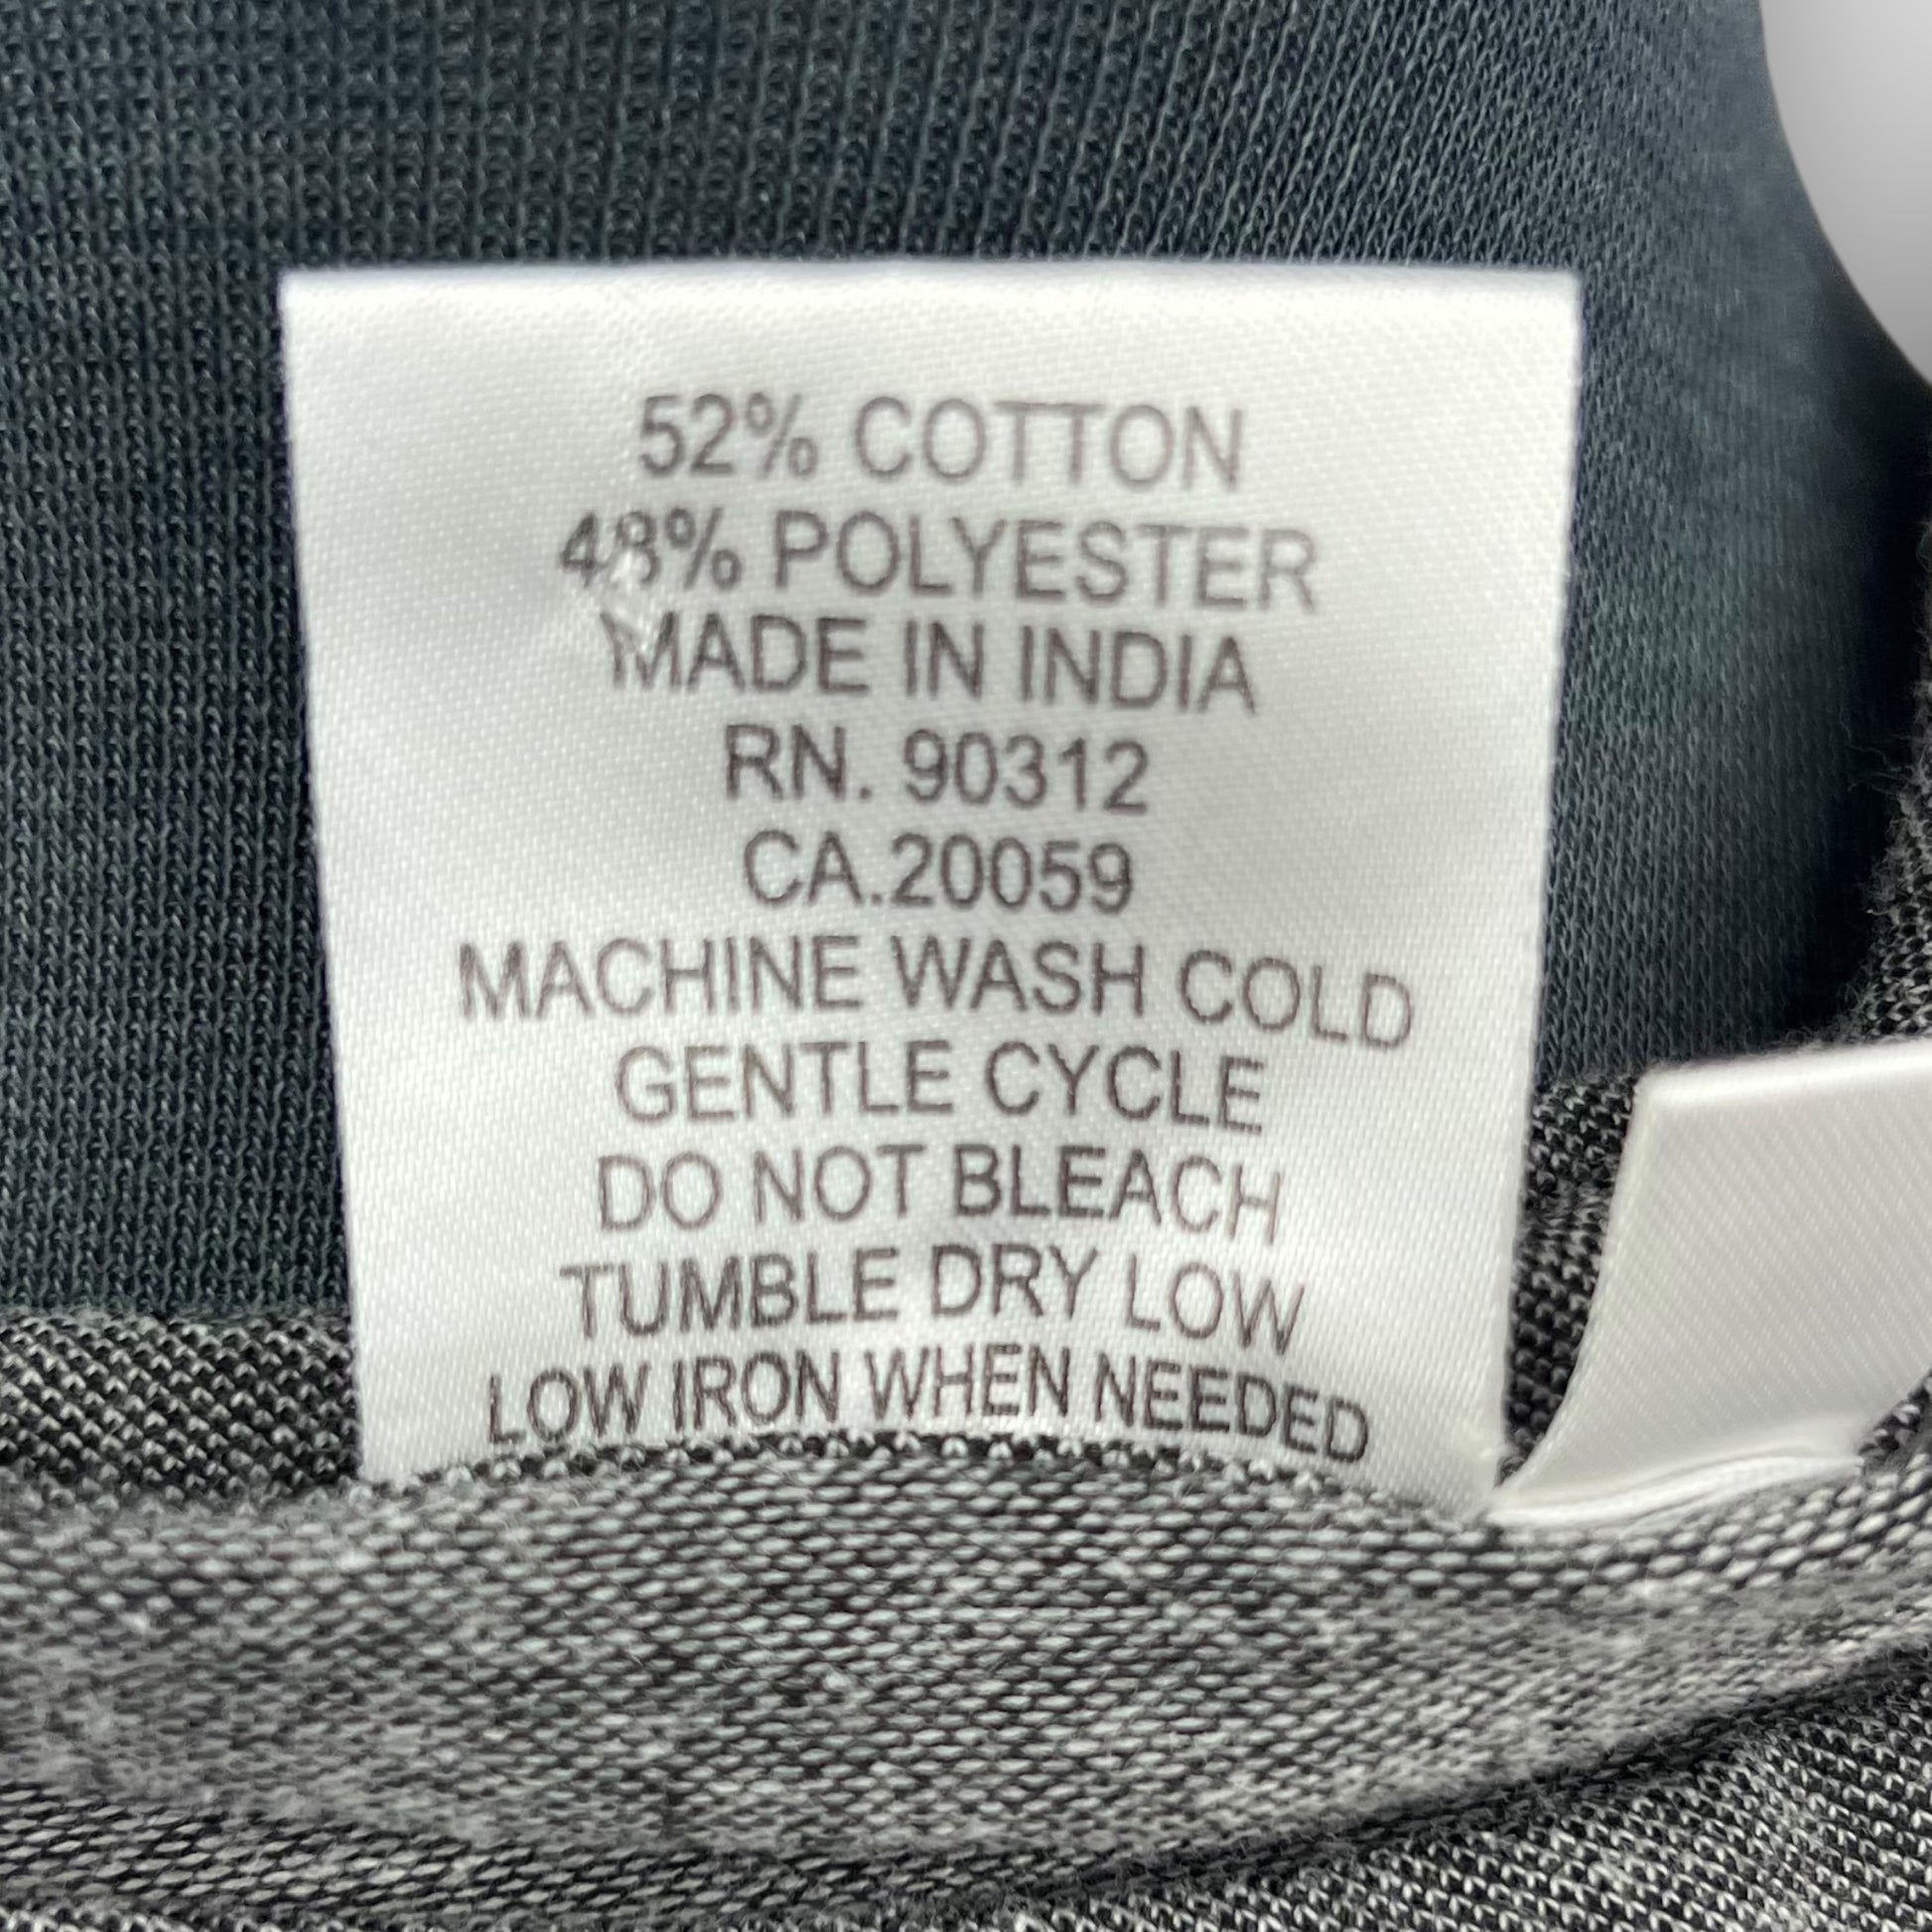 52% COTTON
48% POLYESTER
MADE IN INDIA
RN. 90312
CA.20059
MACHINE WASH COLD
GENTLE CYCLE
DO NOT BLEACH
TUMBLE DRY LOW
LOW IRON WHEN NEEDED